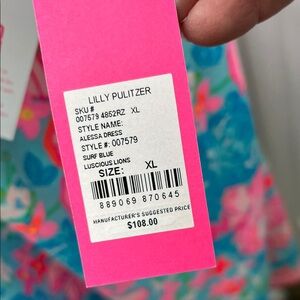 LILLY PULITZER
SKU #
007579 4852RZ XL
STYLE NAME:
ALESSA DRESS
STYLE #: 007579
SURF BLUE
LUSCIOUS LIONS
SIZE: XL
889069 870645
MANUFACTURER'S SUGGESTED PRICE
$108.00